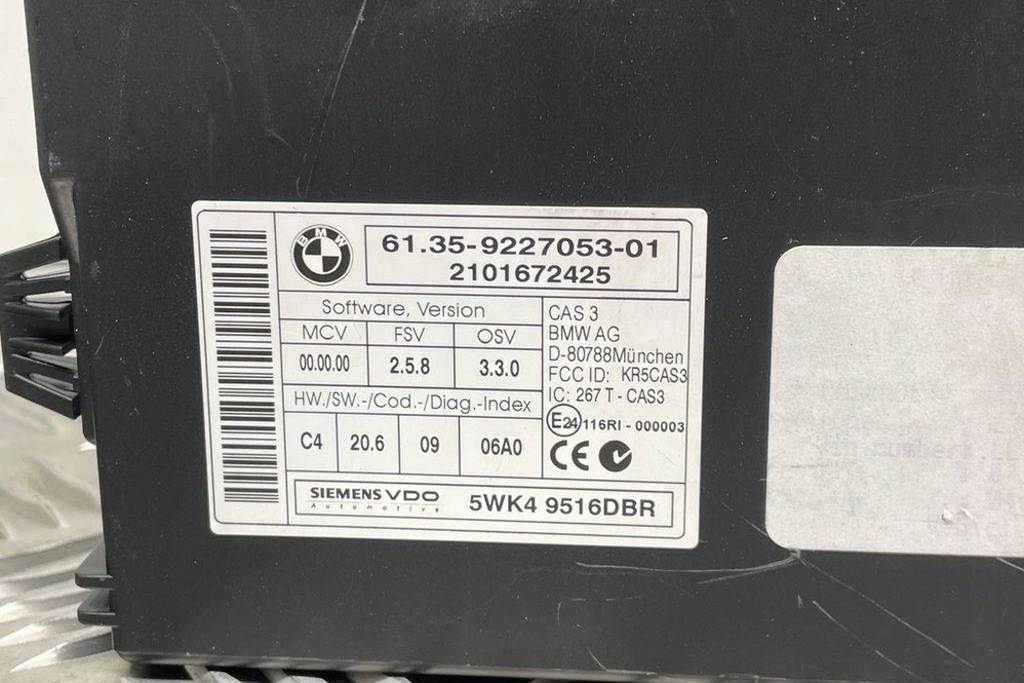 BMW
61.35-9227053-01
2101672425
Software, Version
MCV FSV OSV
00.00.00 2.5.8 3.3.0
HW./SW.-/Cod.-/Diag.-Index
C4 20.6 09 06A0
CAS 3
BMW AG
D-80788München
FCC ID: KR5CAS3
IC: 267 T - CAS3
E24 116RI - 000003
CE
SIEMENS VDO
Automotive
5WK4 9516DBR